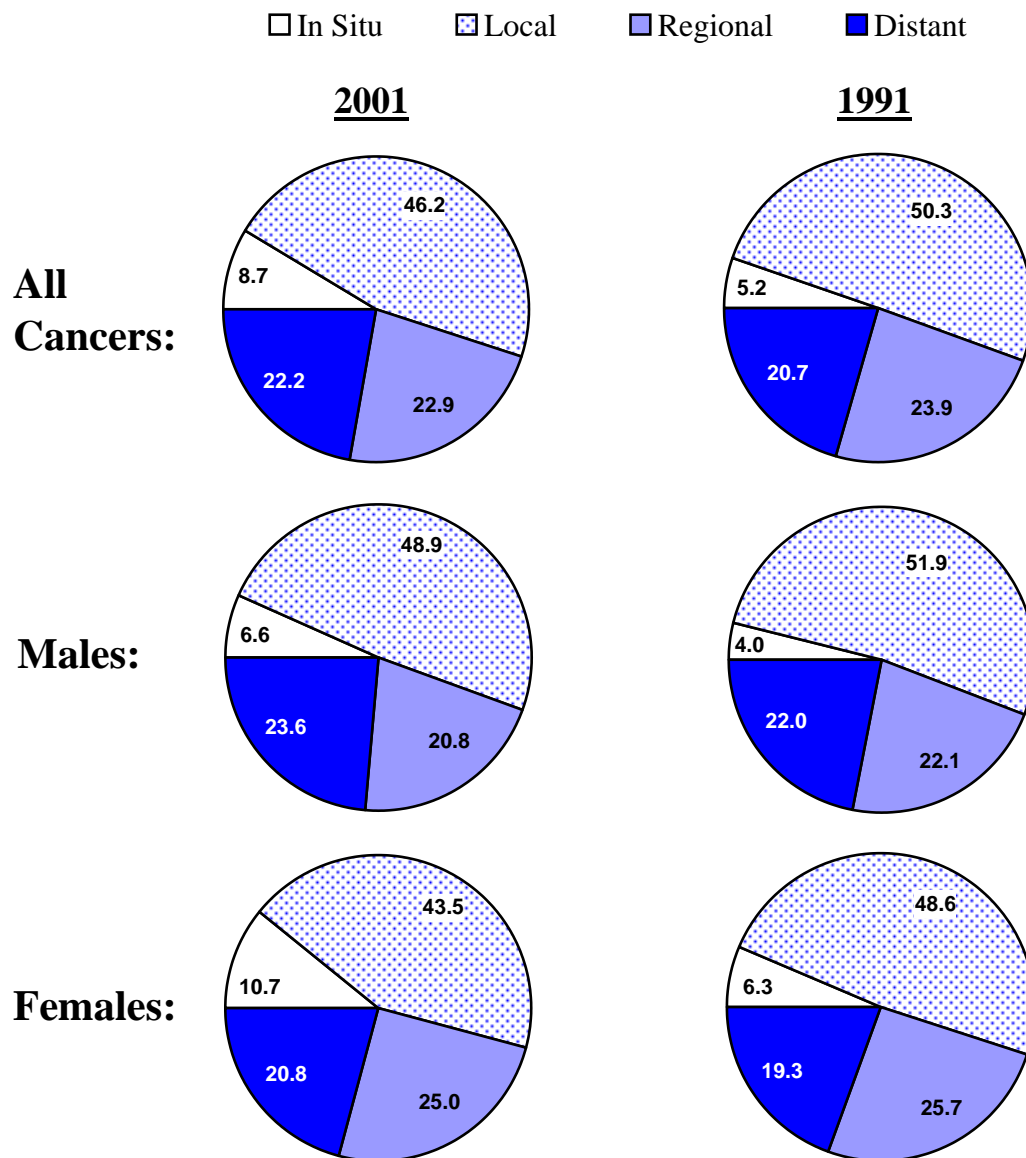 In Situ Local Regional Distant
2001 1991
46.2 50.3
8.7 5.2
All
Cancers:
22.2 22.9 20.7 23.9
48.9 51.9
6.6 4.0
Males:
23.6 20.8 22.0 22.1
43.5 48.6
10.7 6.3
Females:
20.8 25.0 19.3 25.7